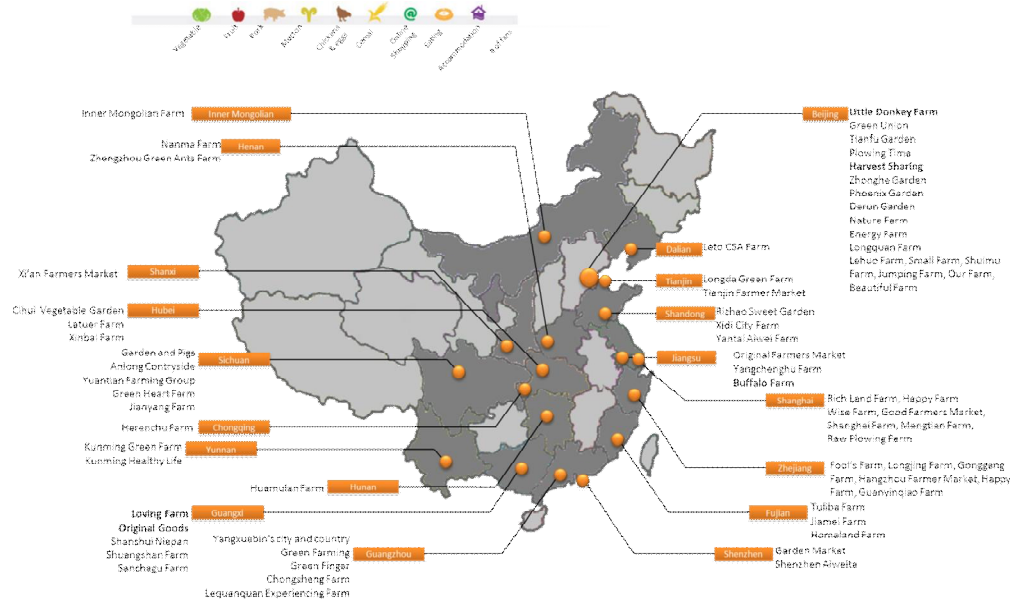 Vegetable
Fruit
Pork
Mutton
Chicken
& eggs
Cereal
Online
Shopping
Eating
Accommodation
# of fans
Inner Mongolian Farm
Inner Mongolian
Nanma Farm
Zhengzhou Green Ants Farm
Henan
Xi'an Farmers Market
Shanxi
Cihui Vegetable Garden
Latuer Farm
Xinbai Farm
Hubei
Garden and Pigs
Anlong Contryside
Yuantian Farming Group
Green Heart Farm
Jianyang Farm
Sichuan
Herenchu Farm
Chongqing
Kunming Green Farm
Kunming Healthy Life
Yunnan
Huamulan Farm
Hunan
Loving Farm
Original Goods
Shanshui Niepan
Shuangshan Farm
Sanchagu Farm
Guangxi
Yangxuebin's city and country
Green Farming
Green Finger
Chongsheng Farm
Lequanquan Experiencing Farm
Guangzhou
Beijing
Little Donkey Farm
Green Union
Tianfu Garden
Plowing Time
Harvest Sharing
Zhonghe Garden
Phoenix Garden
Derun Garden
Nature Farm
Energy Farm
Longquan Farm
Lehuo Farm, Small Farm, Shuimu
Farm, Jumping Farm, Our Farm,
Beautiful Farm
Dalian
Leto CSA Farm
Tianjin
Longda Green Farm
Tianjin Farmer Market
Shandong
Rizhao Sweet Garden
Xidi City Farm
Yantai Aiwei Farm
Jiangsu
Original Farmers Market
Yangchenghu Farm
Buffalo Farm
Shanghai
Rich Land Farm, Happy Farm
Wise Farm, Good Farmers Market,
Shanghai Farm, Mengtian Farm,
Raw Plowing Farm
Zhejiang
Fool's Farm, Longjing Farm, Gonggeng
Farm, Hangzhou Farmer Market, Happy
Farm, Guanyinqiao Farm
Fujian
Tuliba Farm
Jiamei Farm
Homeland Farm
Shenzhen
Garden Market
Shenzhen Aiweite